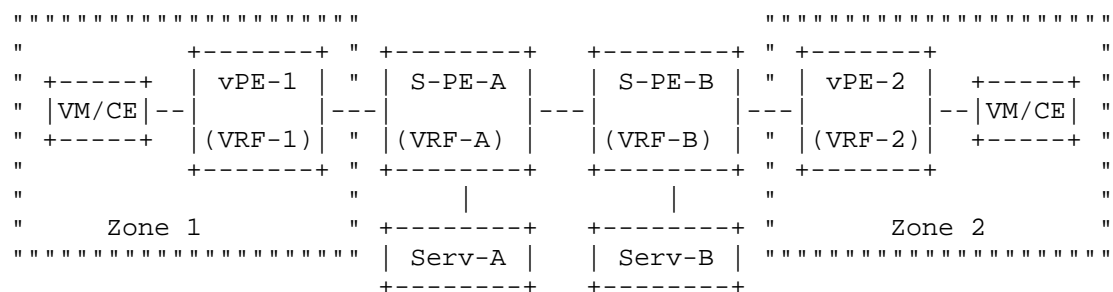 vPE-1 S-PE-A S-PE-B vPE-2
VM/CE VM/CE
(VRF-1) (VRF-A) (VRF-B) (VRF-2)
Zone 1 Zone 2
Serv-A Serv-B